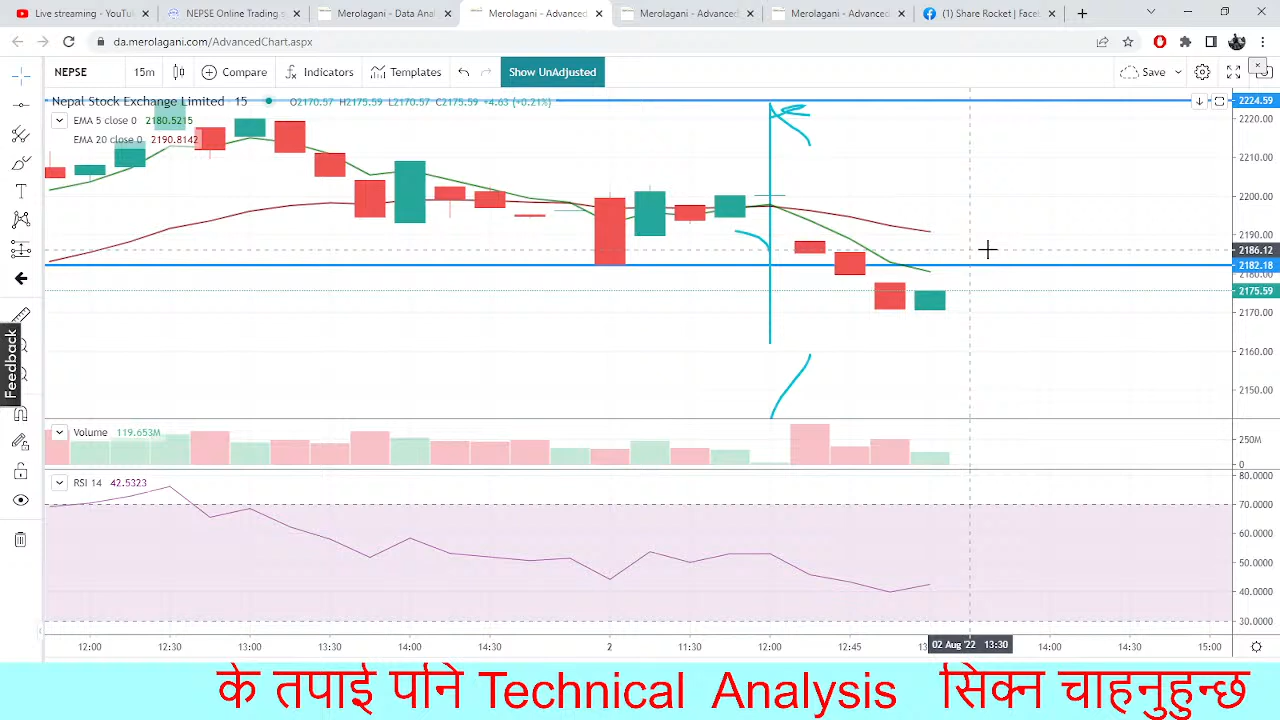 Live streaming - YouTu
NEPSE Online Trading s
Merolagani - Data Anal
Merolagani - Advanced
Merolagani - Advanced
Merolagani - Advanced
(1) Share Rocket | Fac
da.merolagani.com/AdvancedChart.aspx
NEPSE 15m Compare Indicators Templates Show UnAdjusted Save
Nepal Stock Exchange Limited · 15 O2170.57 H2175.59 L2170.57 C2175.59 +4.63 (+0.21%)
EMA 5 close 0 2180.5215
EMA 20 close 0 2190.8142
2224.59
2220.00
2210.00
2200.00
2190.00
2186.12
2182.18
2180.00
2175.59
2170.00
2160.00
2150.00
Feedback
Volume 119.653M
250M
0
RSI 14 42.5323
80.0000
70.0000
60.0000
50.0000
40.0000
30.0000
12:00 12:30 13:00 13:30 14:00 14:30 2 11:30 12:00 12:45 02 Aug '22 13:30 14:00 14:30 15:00
के तपाई पनि Technical Analysis सिक्न चाहनुहुन्छ